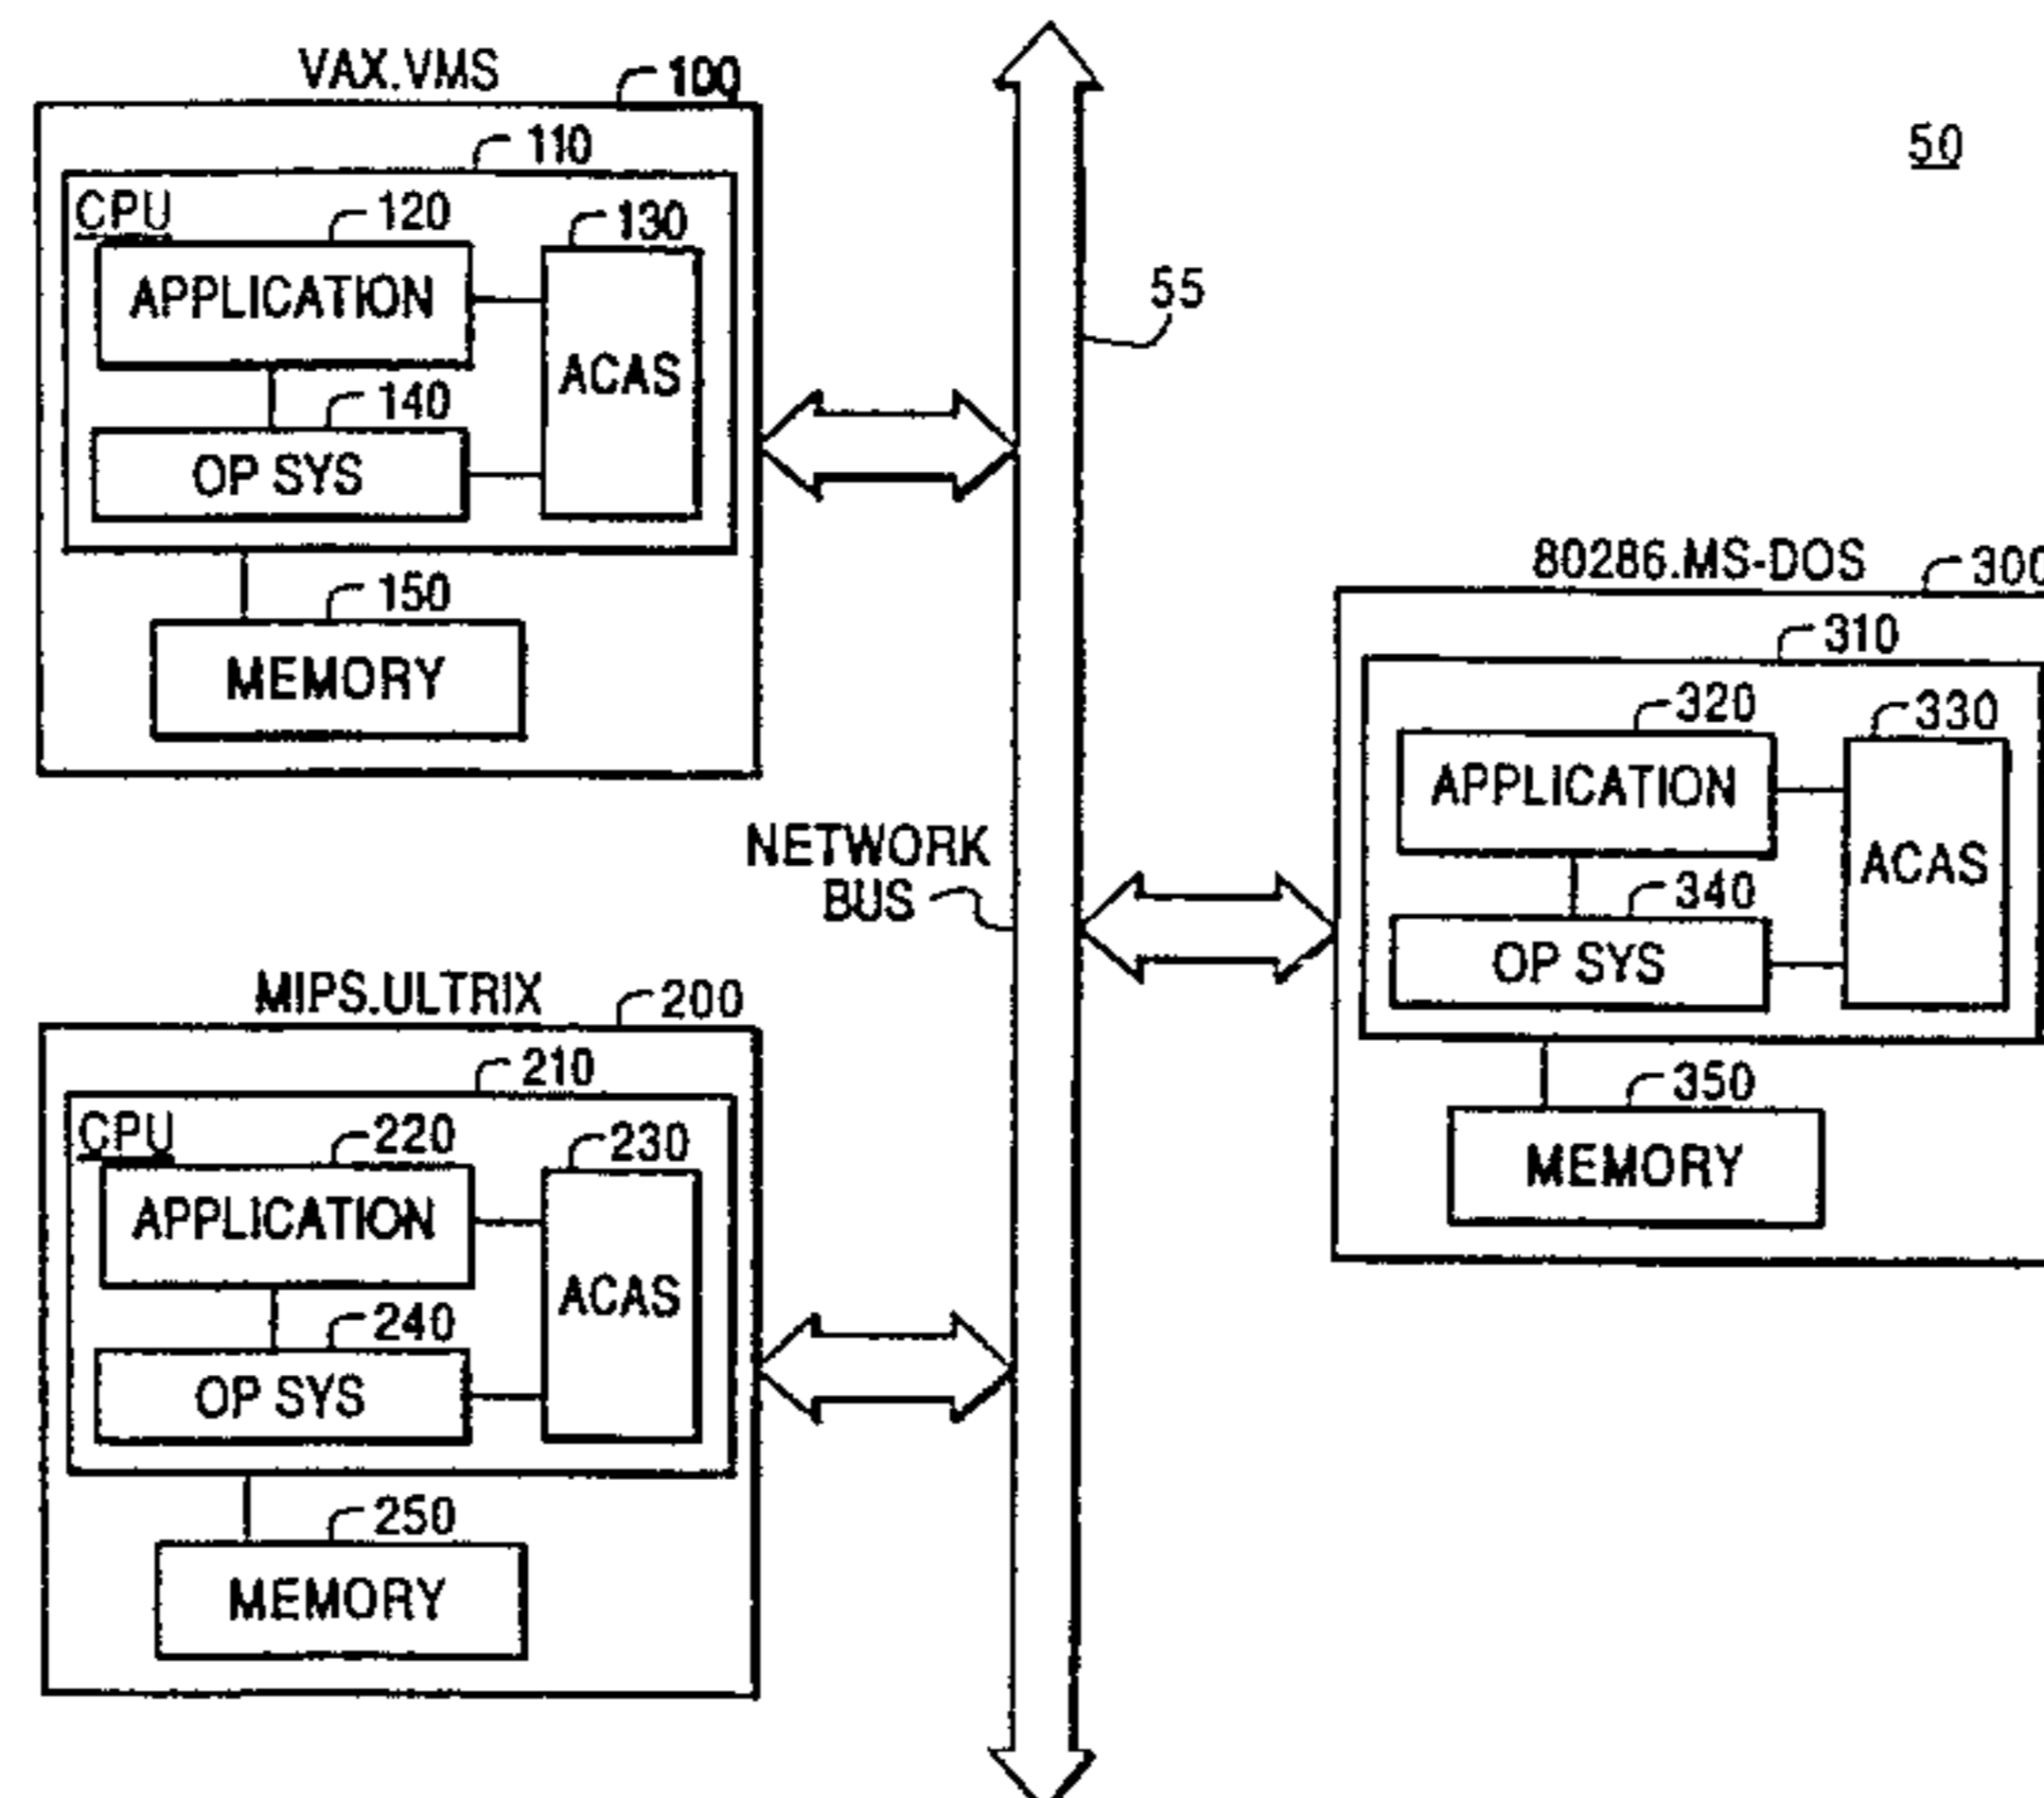 VAX.VMS
100
110
CPU
120
130
APPLICATION
ACAS
140
OP SYS
150
MEMORY
50
55
NETWORK
BUS
MIPS.ULTRIX
200
210
CPU
220
230
APPLICATION
ACAS
240
OP SYS
250
MEMORY
80286.MS-DOS
300
310
320
330
APPLICATION
ACAS
340
OP SYS
350
MEMORY